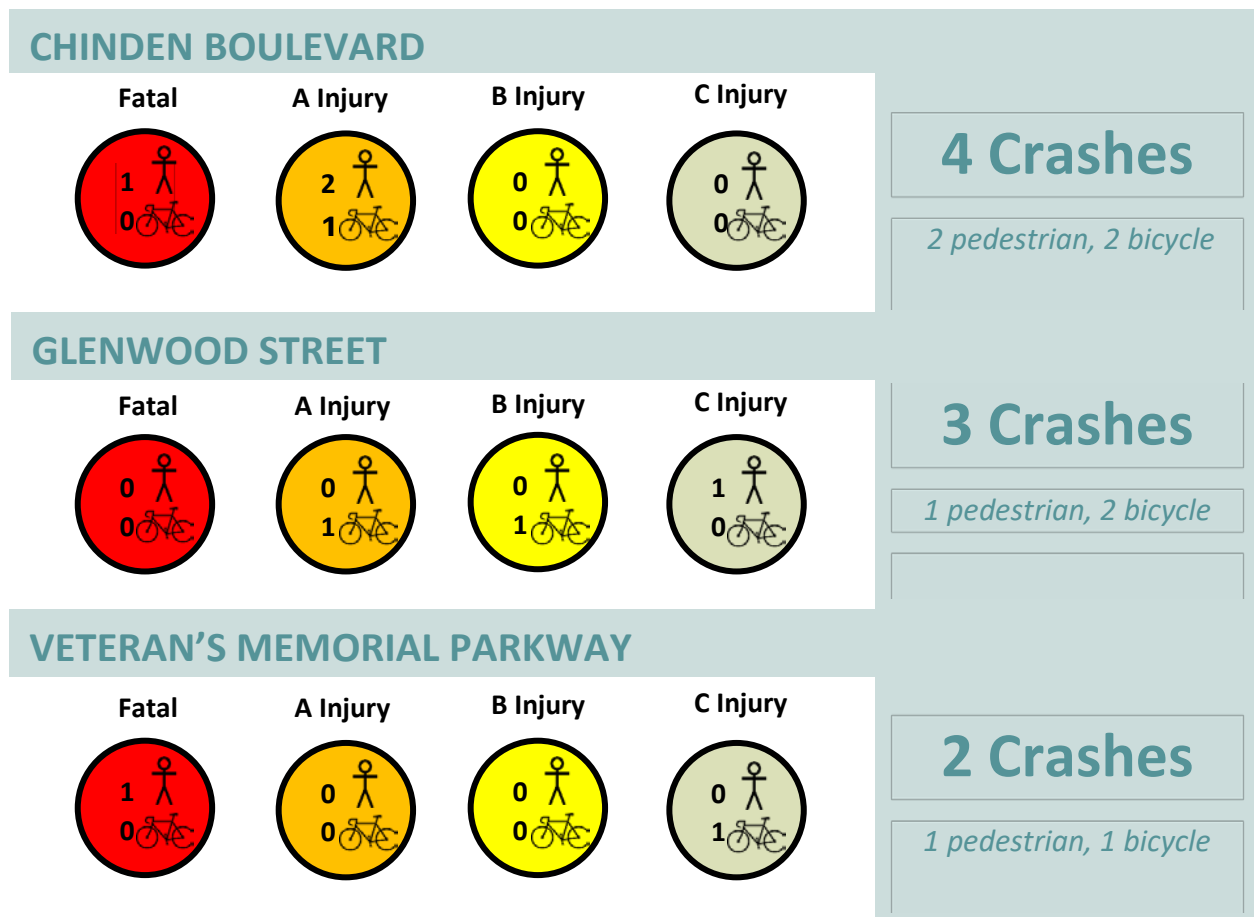 CHINDEN BOULEVARD
Fatal A Injury B Injury C Injury
1 2 0 0
0 1 0 0
4 Crashes
2 pedestrian, 2 bicycle
GLENWOOD STREET
Fatal A Injury B Injury C Injury
0 0 0 1
0 1 1 0
3 Crashes
1 pedestrian, 2 bicycle
VETERAN’S MEMORIAL PARKWAY
Fatal A Injury B Injury C Injury
1 0 0 0
0 0 0 1
2 Crashes
1 pedestrian, 1 bicycle